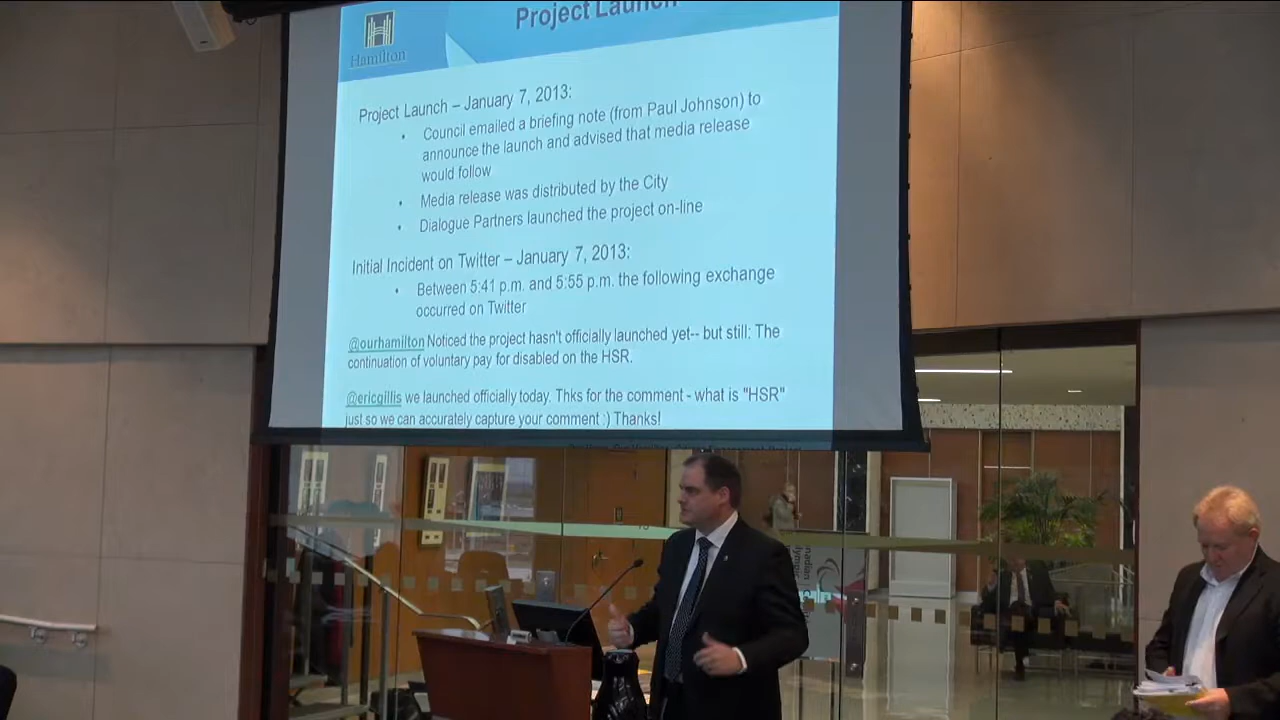 Project Launch
Hamilton
Project Launch – January 7, 2013:
• Council emailed a briefing note (from Paul Johnson) to
announce the launch and advised that media release
would follow
• Media release was distributed by the City
• Dialogue Partners launched the project on-line
Initial Incident on Twitter – January 7, 2013:
• Between 5:41 p.m. and 5:55 p.m. the following exchange
occurred on Twitter
@ourhamilton Noticed the project hasn't officially launched yet-- but still: The
continuation of voluntary pay for disabled on the HSR.
@ericgillis we launched officially today. Thks for the comment - what is "HSR"
just so we can accurately capture your comment :) Thanks!